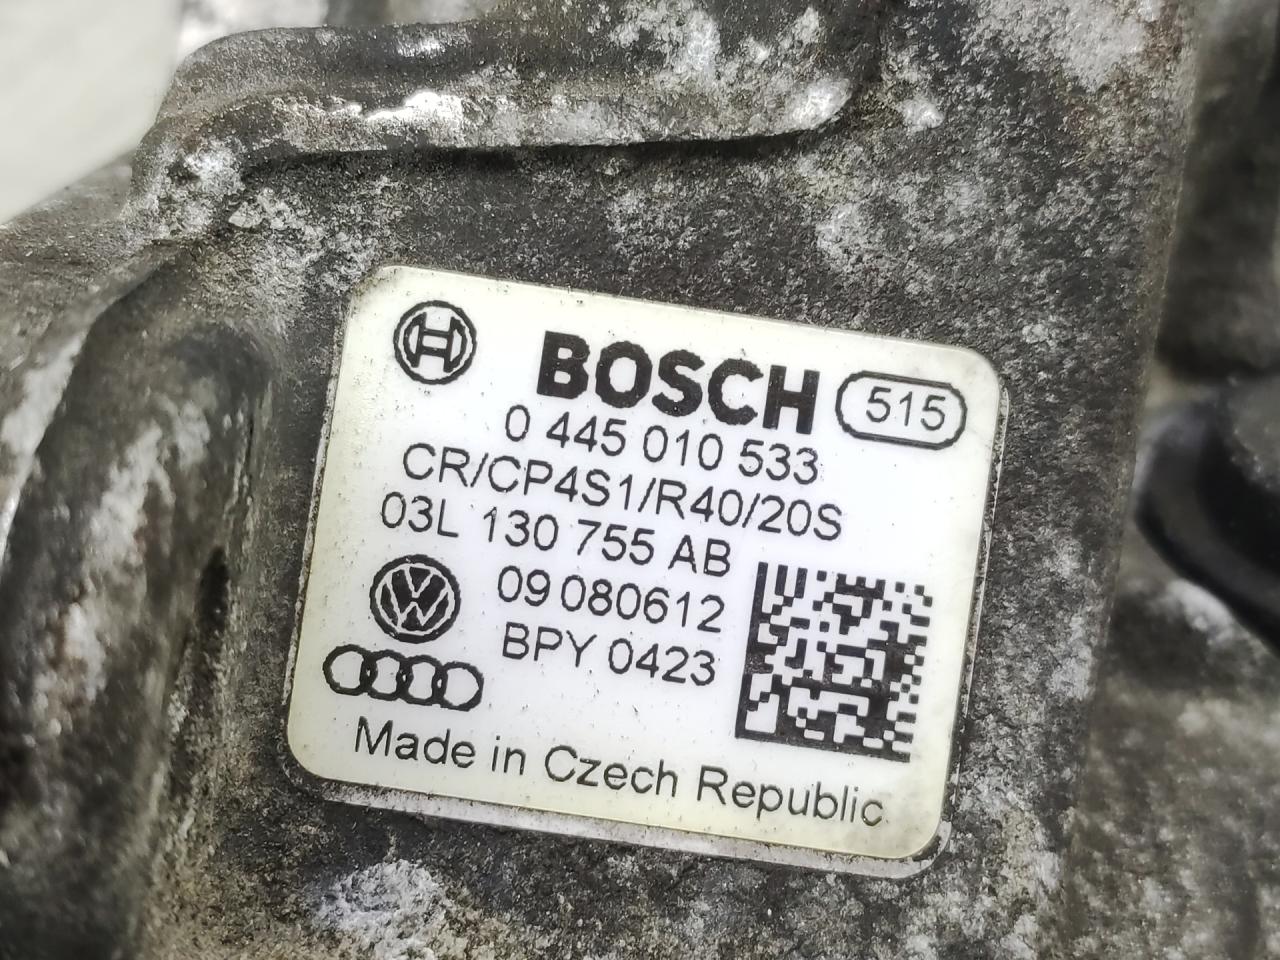 BOSCH 515
0 445 010 533
CR/CP4S1/R40/20S
03L 130 755 AB
09 080612
BPY 0423
Made in Czech Republic